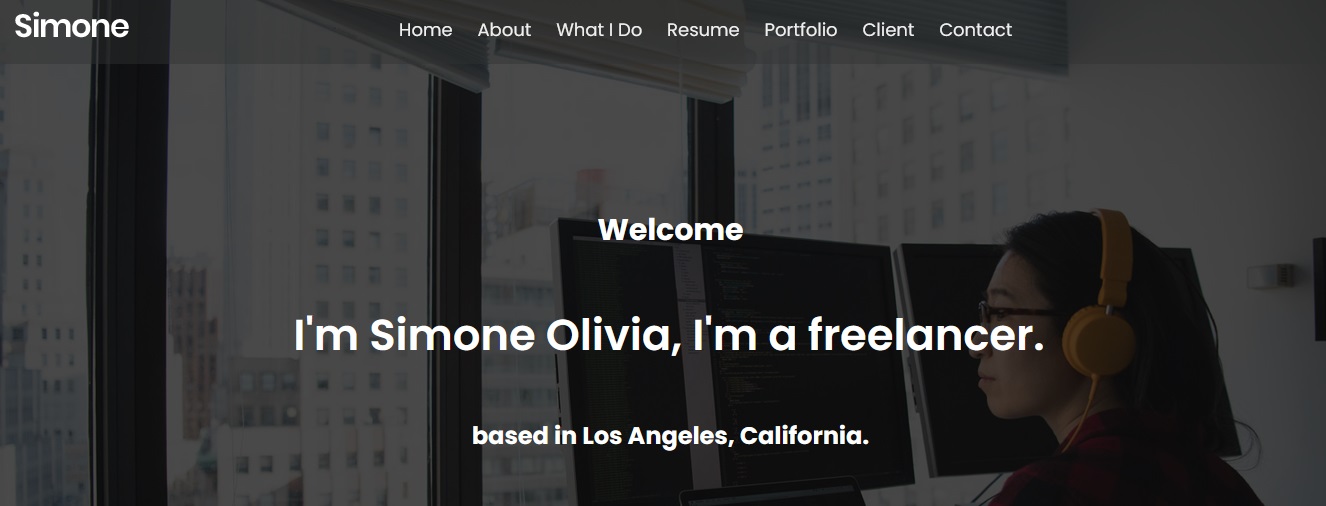 Simone
Home About What I Do Resume Portfolio Client Contact
Welcome
I'm Simone Olivia, I'm a freelancer.
based in Los Angeles, California.